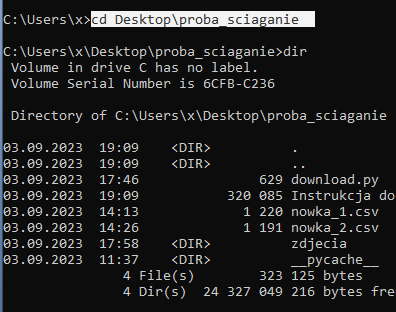 C:\Users\x>cd Desktop\proba_sciaganie
C:\Users\x\Desktop\proba_sciaganie>dir
Volume in drive C has no label.
Volume Serial Number is 6CFB-C236
Directory of C:\Users\x\Desktop\proba_sciaganie
03.09.2023  19:09    <DIR>          .
03.09.2023  19:09    <DIR>          ..
03.09.2023  17:46               629 download.py
03.09.2023  19:09           320 085 Instrukcja do
03.09.2023  14:13             1 220 nowka_1.csv
03.09.2023  14:26             1 191 nowka_2.csv
03.09.2023  17:58    <DIR>          zdjecia
03.09.2023  11:37    <DIR>          __pycache__
4 File(s)        323 125 bytes
4 Dir(s)  24 327 049 216 bytes fre